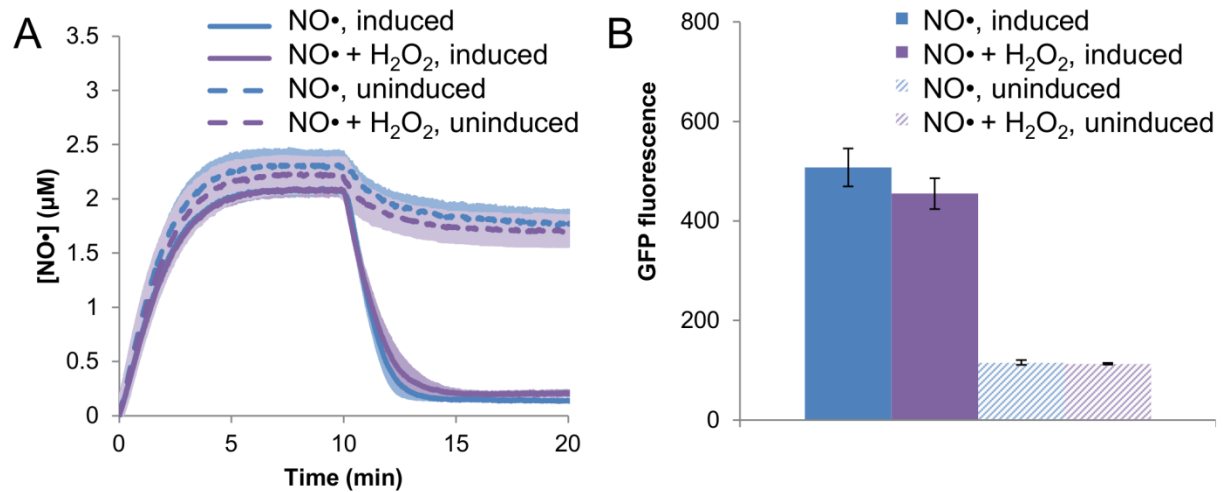 A
NO•, induced
NO• + H₂O₂, induced
NO•, uninduced
NO• + H₂O₂, uninduced
3.5
3
2.5
2
1.5
1
0.5
0
[NO•] (µM)
0 5 10 15 20
Time (min)
B
NO•, induced
NO• + H₂O₂, induced
NO•, uninduced
NO• + H₂O₂, uninduced
800
600
400
200
0
GFP fluorescence